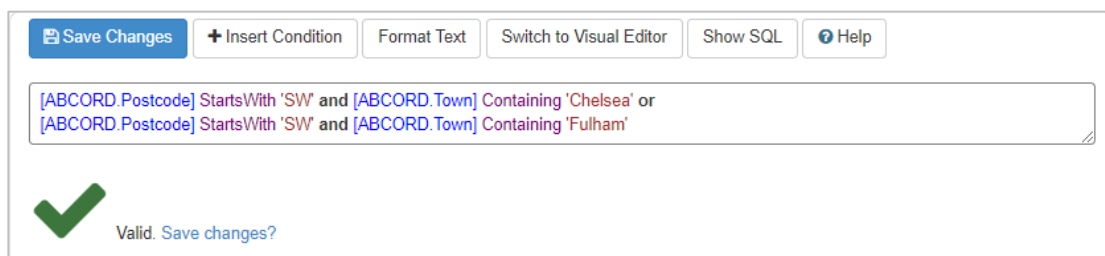 Save Changes Insert Condition Format Text Switch to Visual Editor Show SQL Help
[ABCORD.Postcode] StartsWith 'SW' and [ABCORD.Town] Containing 'Chelsea' or
[ABCORD.Postcode] StartsWith 'SW' and [ABCORD.Town] Containing 'Fulham'
Valid. Save changes?